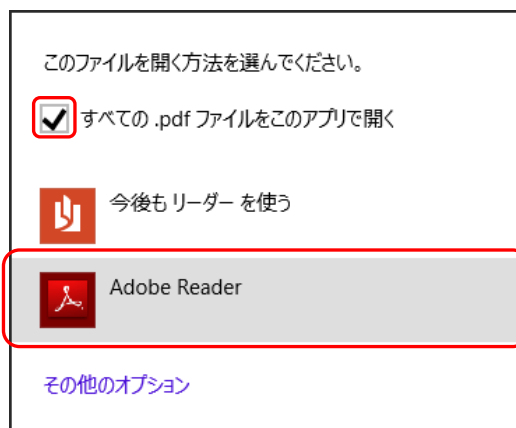 このファイルを開く方法を選んでください。
すべての .pdf ファイルをこのアプリで開く
今後も リーダー を使う
Adobe Reader
その他のオプション